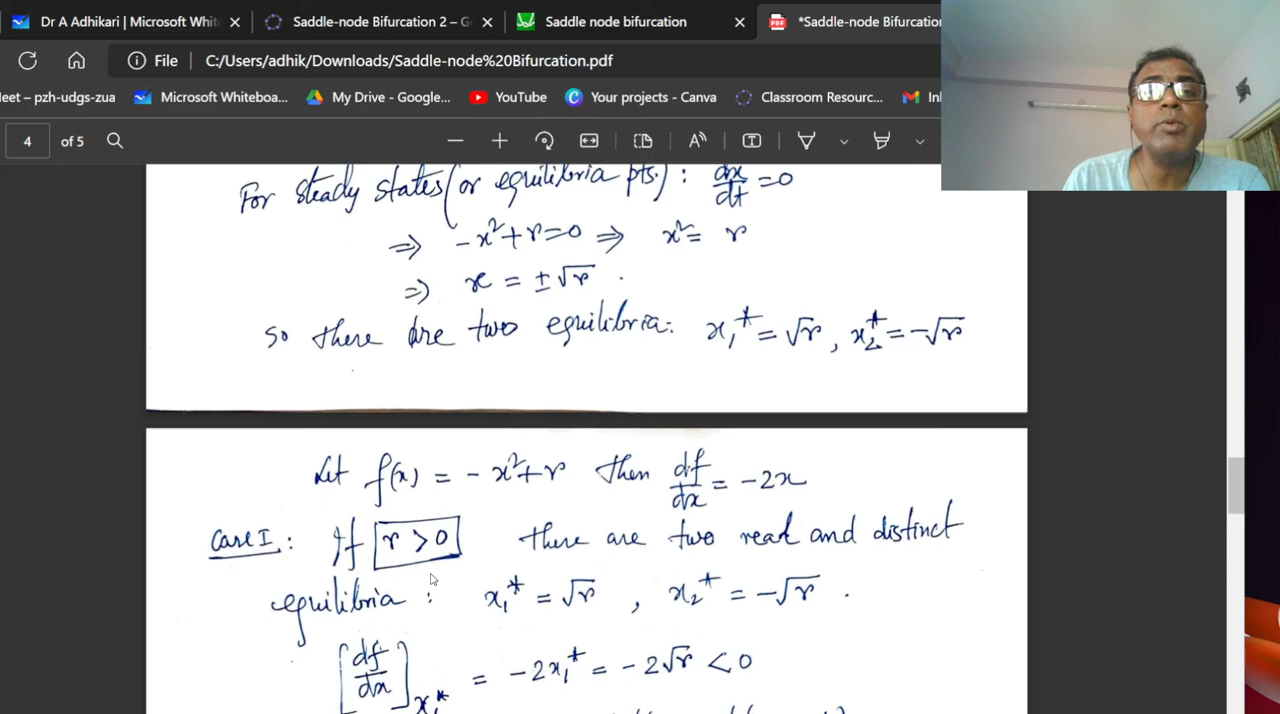 Dr A Adhikari | Microsoft Whit
Saddle-node Bifurcation 2 – G
Saddle node bifurcation
*Saddle-node Bifurcation
File C:/Users/adhik/Downloads/Saddle-node%20Bifurcation.pdf
leet – pzh-udgs-zua
Microsoft Whiteboa...
My Drive - Google...
YouTube
Your projects - Canva
Classroom Resourc...
In
4 of 5
For steady states (or equilibria pts.) : dx/dt = 0
⇒ -x²+r=0 ⇒ x² = r
⇒ x = ±√r .
So there are two equilibria: x₁* = √r , x₂* = -√r
Let f(x) = -x²+r then df/dx = -2x
Case I : If r > 0 there are two real and distinct
equilibria : x₁* = √r , x₂* = -√r .
[df/dx]x₁* = -2x₁* = -2√r < 0